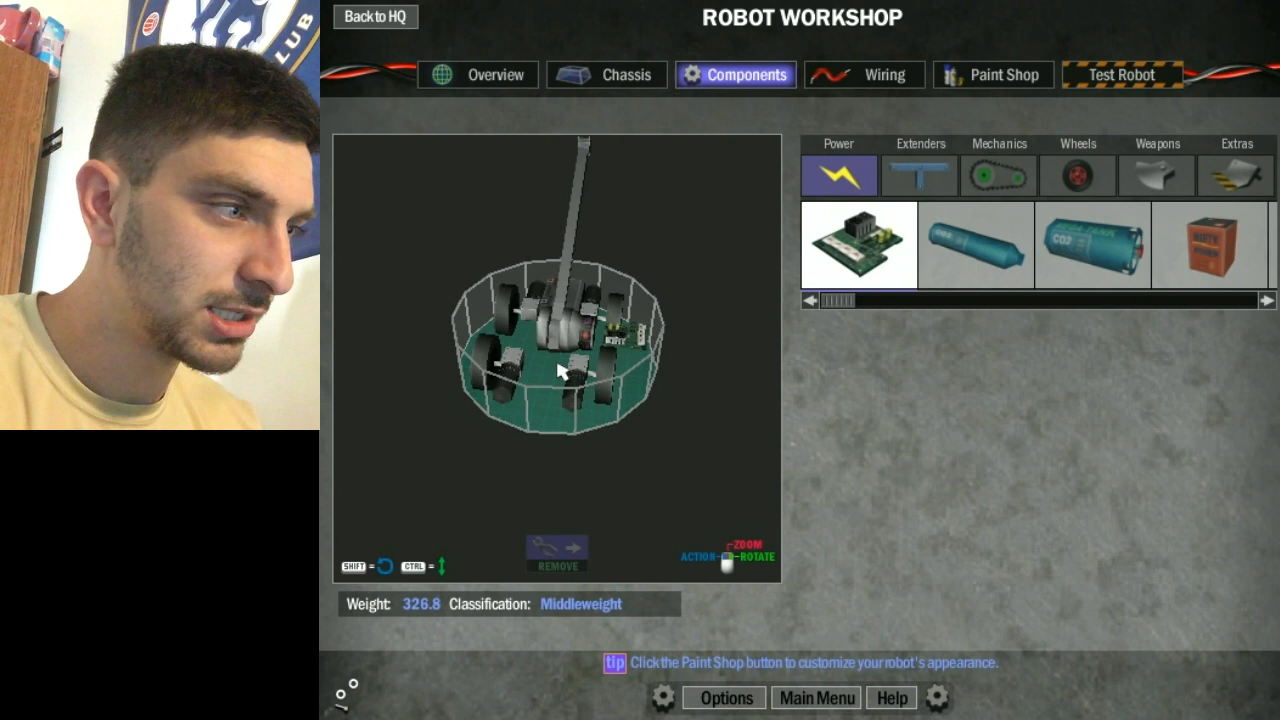 LUB
Back to HQ
ROBOT WORKSHOP
Overview
Chassis
Components
Wiring
Paint Shop
Test Robot
Power
Extenders
Mechanics
Wheels
Weapons
Extras
CO2
SHIFT =
CTRL =
REMOVE
ZOOM
ACTION
ROTATE
Weight: 326.8 Classification: Middleweight
tip Click the Paint Shop button to customize your robot's appearance.
Options
Main Menu
Help